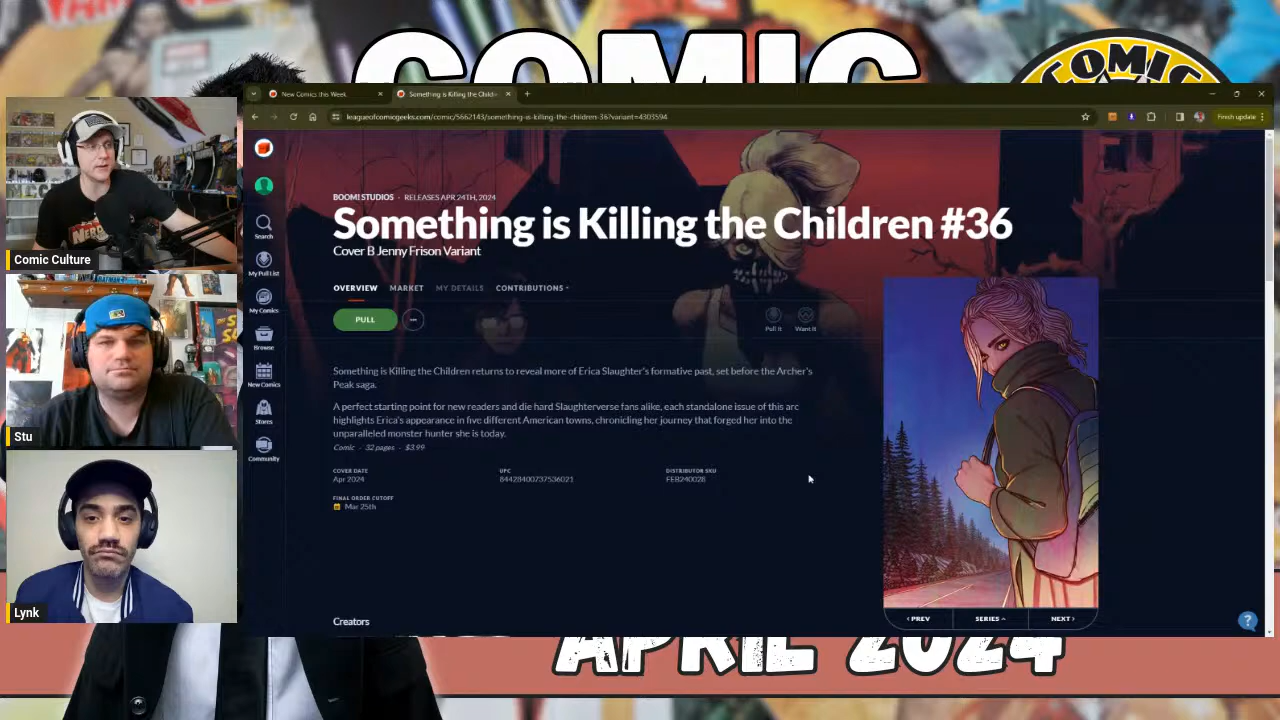 COMIC
COMIC
New Comics this Week
Something is Killing the Child
leagueofcomicgeeks.com/comic/5662143/something-is-killing-the-children-36?variant=4303594
Finish update
Comic Culture
Stu
Lynk
Search
My Pull List
My Comics
Browse
New Comics
Stores
Community
BOOM! STUDIOS · RELEASES APR 24TH, 2024
Something is Killing the Children #36
Cover B Jenny Frison Variant
OVERVIEW MARKET MY DETAILS CONTRIBUTIONS
PULL
Pull It Want It
Something is Killing the Children returns to reveal more of Erica Slaughter's formative past, set before the Archer's
Peak saga.
A perfect starting point for new readers and die hard Slaughterverse fans alike, each standalone issue of this arc
highlights Erica's appearance in five different American towns, chronicling her journey that forged her into the
unparalleled monster hunter she is today.
Comic · 32 pages · $3.99
COVER DATE UPC DISTRIBUTOR SKU
Apr 2024 84428400737536021 FEB240028
FINAL ORDER CUTOFF
Mar 25th
Creators
‹ PREV SERIES NEXT ›
?
APRIL 2024